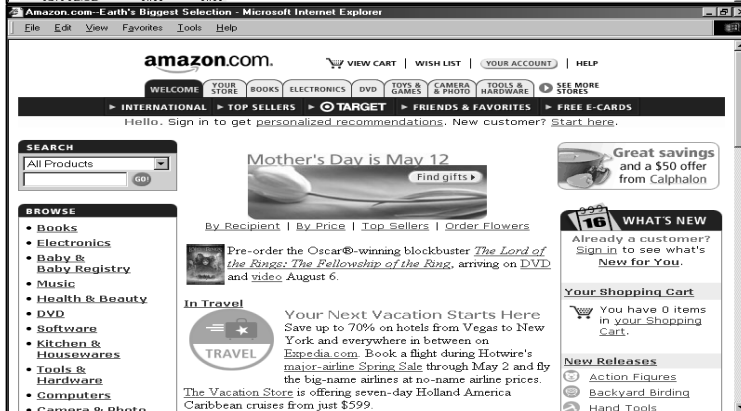 Amazon.com--Earth's Biggest Selection - Microsoft Internet Explorer
File Edit View Favorites Tools Help
amazon.com.
VIEW CART | WISH LIST | YOUR ACCOUNT | HELP
WELCOME
YOUR STORE
BOOKS
ELECTRONICS
DVD
TOYS & GAMES
CAMERA & PHOTO
TOOLS & HARDWARE
SEE MORE STORES
INTERNATIONAL TOP SELLERS TARGET FRIENDS & FAVORITES FREE E-CARDS
Hello. Sign in to get personalized recommendations. New customer? Start here.
SEARCH
All Products
GO!
BROWSE
• Books
• Electronics
• Baby &
Baby Registry
• Music
• Health & Beauty
• DVD
• Software
• Kitchen &
Housewares
• Tools &
Hardware
• Computers
• Camera & Photo
Mother's Day is May 12
Find gifts
By Recipient | By Price | Top Sellers | Order Flowers
Pre-order the Oscar®-winning blockbuster The Lord of
the Rings: The Fellowship of the Ring, arriving on DVD
and video August 6.
In Travel
TRAVEL
Your Next Vacation Starts Here
Save up to 70% on hotels from Vegas to New
York and everywhere in between on
Expedia.com. Book a flight during Hotwire's
major-airline Spring Sale through May 2 and fly
the big-name airlines at no-name airline prices.
The Vacation Store is offering seven-day Holland America
Caribbean cruises from just $599.
Great savings
and a $50 offer
from Calphalon
16
WHAT'S NEW
Already a customer?
Sign in to see what's
New for You.
Your Shopping Cart
You have 0 items
in your Shopping
Cart.
New Releases
Action Figures
Backyard Birding
Hand Tools